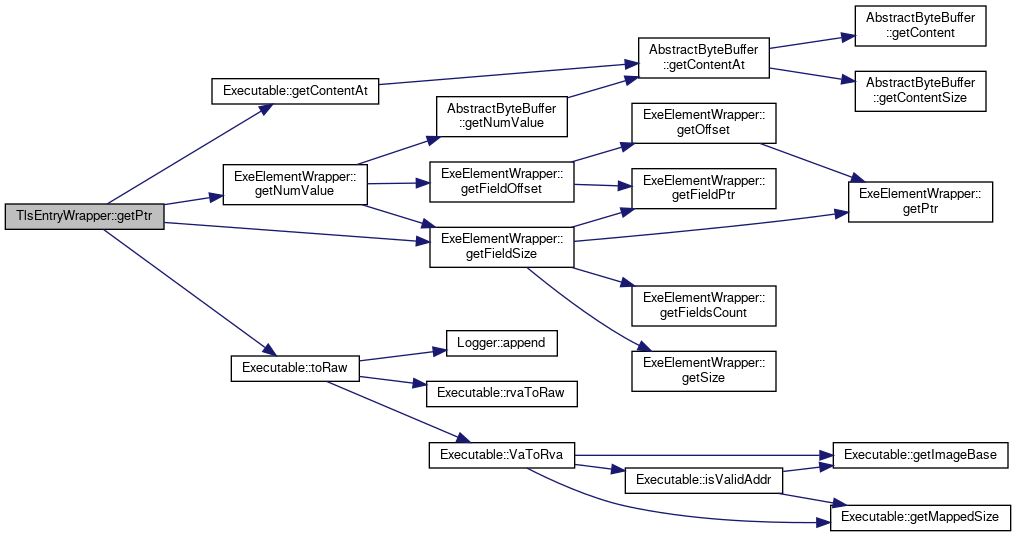 TlsEntryWrapper::getPtr
Executable::getContentAt
ExeElementWrapper::
getNumValue
Executable::toRaw
AbstractByteBuffer
::getNumValue
ExeElementWrapper::
getFieldOffset
ExeElementWrapper::
getFieldSize
Logger::append
Executable::rvaToRaw
Executable::VaToRva
AbstractByteBuffer
::getContentAt
ExeElementWrapper::
getOffset
ExeElementWrapper::
getFieldPtr
ExeElementWrapper::
getFieldsCount
ExeElementWrapper::
getSize
Executable::isValidAddr
AbstractByteBuffer
::getContent
AbstractByteBuffer
::getContentSize
ExeElementWrapper::
getPtr
Executable::getImageBase
Executable::getMappedSize